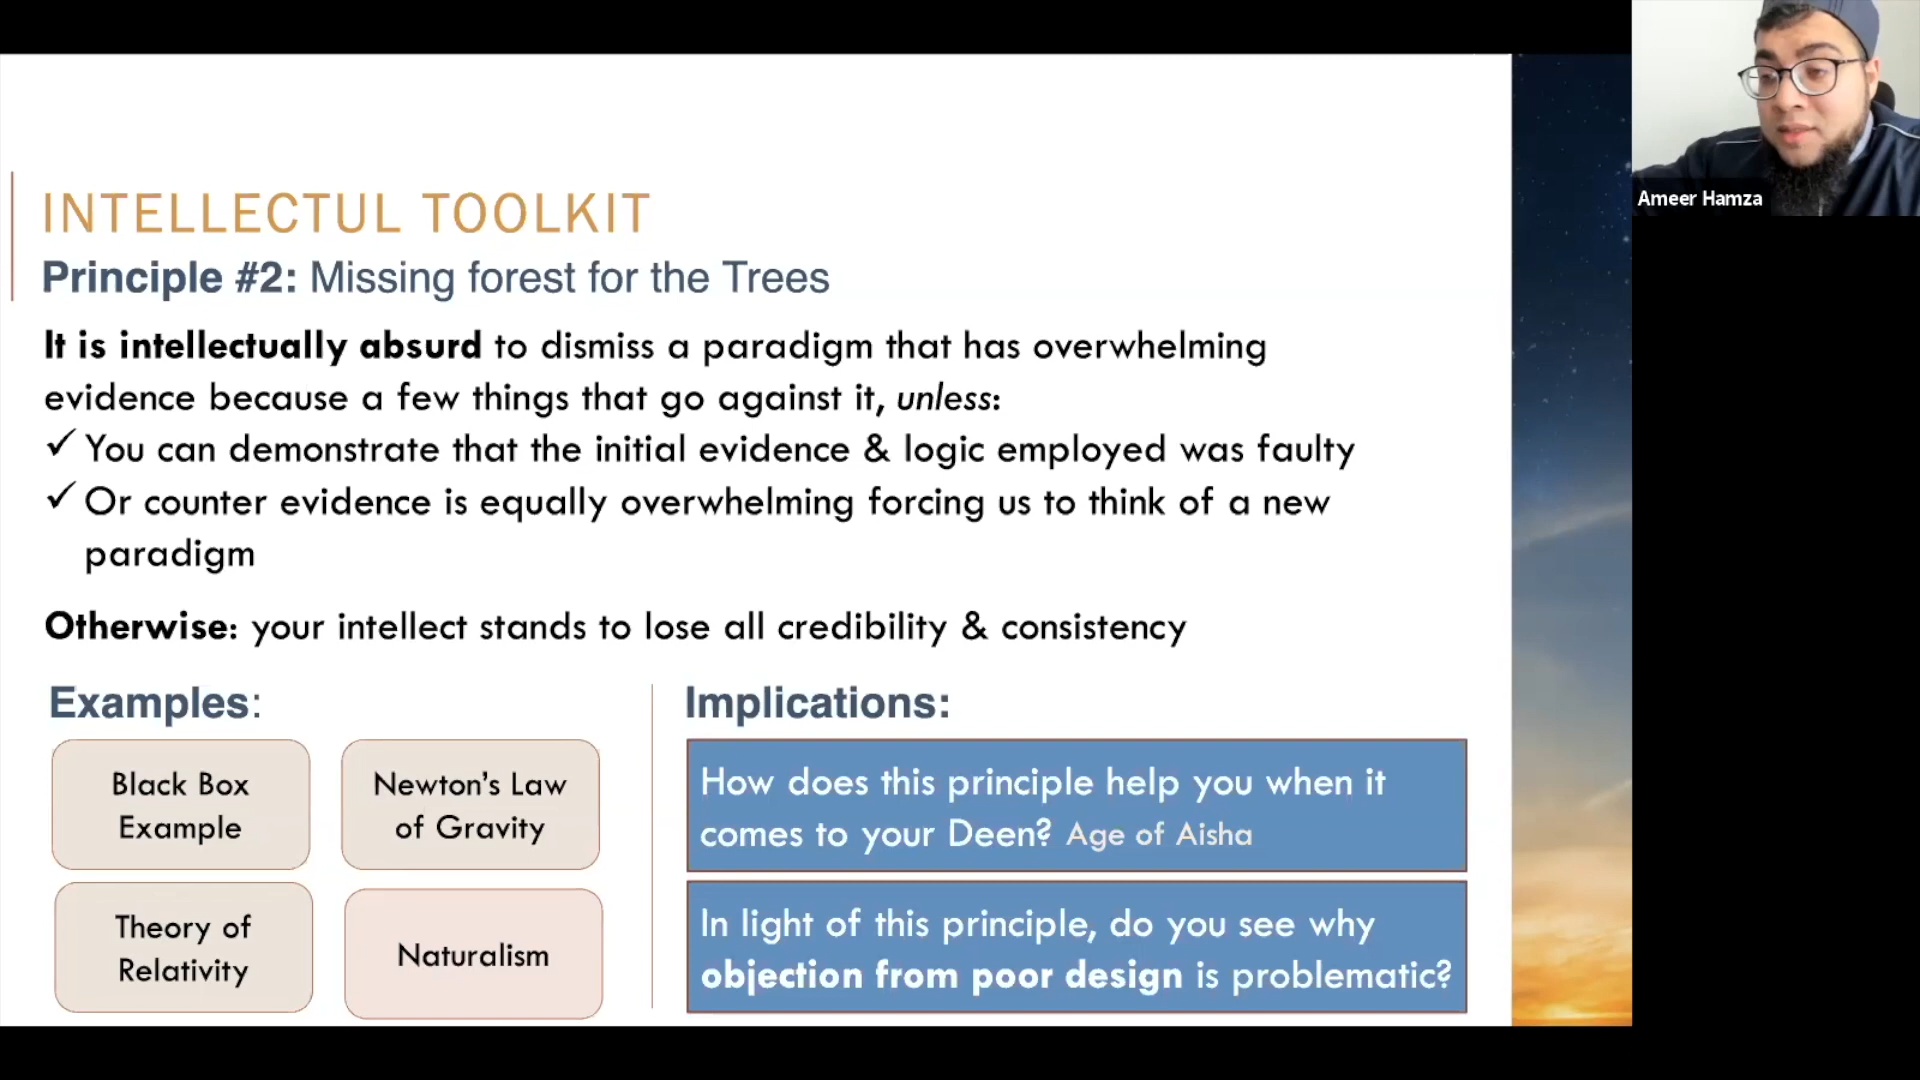 INTELLECTUL TOOLKIT
Principle #2: Missing forest for the Trees
It is intellectually absurd to dismiss a paradigm that has overwhelming
evidence because a few things that go against it, unless:
✓ You can demonstrate that the initial evidence & logic employed was faulty
✓ Or counter evidence is equally overwhelming forcing us to think of a new
paradigm
Otherwise: your intellect stands to lose all credibility & consistency
Examples:
Black Box
Example
Newton's Law
of Gravity
Theory of
Relativity
Naturalism
Implications:
How does this principle help you when it
comes to your Deen? Age of Aisha
In light of this principle, do you see why
objection from poor design is problematic?
Ameer Hamza